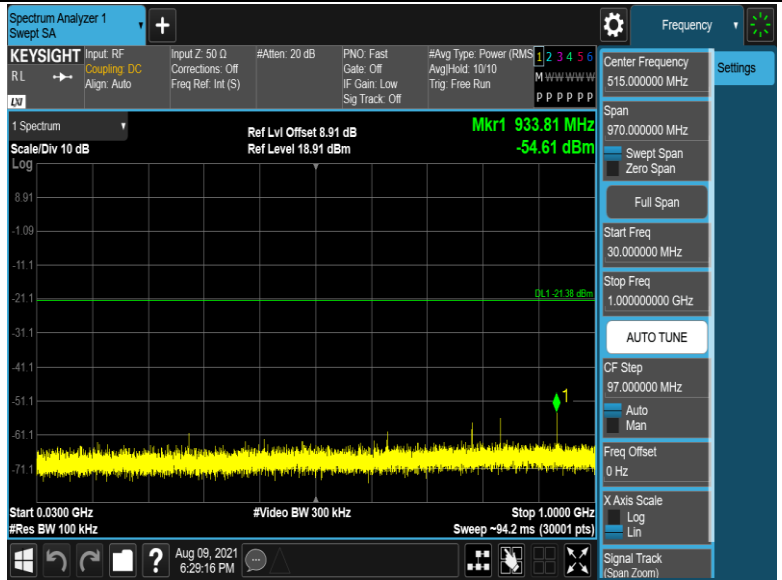 Spectrum Analyzer 1
Swept SA
+
Frequency
KEYSIGHT
RL
LXI
Input: RF
Coupling: DC
Align: Auto
Input Z: 50 Ω
Corrections: Off
Freq Ref: Int (S)
#Atten: 20 dB
PNO: Fast
Gate: Off
IF Gain: Low
Sig Track: Off
#Avg Type: Power (RMS
Avg|Hold: 10/10
Trig: Free Run
1 2 3 4 5 6
M W W W W W
P P P P P P
1 Spectrum
Scale/Div 10 dB
Log
Ref Lvl Offset 8.91 dB
Ref Level 18.91 dBm
Mkr1 933.81 MHz
-54.61 dBm
8.91
-1.09
-11.1
-21.1
DL1 -21.38 dBm
-31.1
-41.1
-51.1
1
-61.1
-71.1
Start 0.0300 GHz
#Res BW 100 kHz
#Video BW 300 kHz
Stop 1.0000 GHz
Sweep ~94.2 ms (30001 pts)
?
Aug 09, 2021
6:29:16 PM
Center Frequency
515.000000 MHz
Settings
Span
970.000000 MHz
Swept Span
Zero Span
Full Span
Start Freq
30.000000 MHz
Stop Freq
1.000000000 GHz
AUTO TUNE
CF Step
97.000000 MHz
Auto
Man
Freq Offset
0 Hz
X Axis Scale
Log
Lin
Signal Track
(Span Zoom)